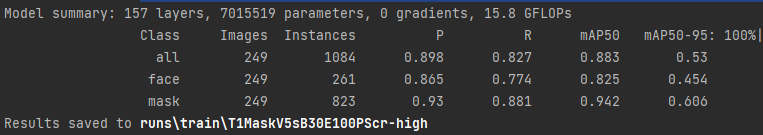 Model summary: 157 layers, 7015519 parameters, 0 gradients, 15.8 GFLOPs
Class Images Instances P R mAP50 mAP50-95: 100%|
all 249 1084 0.898 0.827 0.883 0.53
face 249 261 0.865 0.774 0.825 0.454
mask 249 823 0.93 0.881 0.942 0.606
Results saved to runs\train\T1MaskV5sB30E100PScr-high